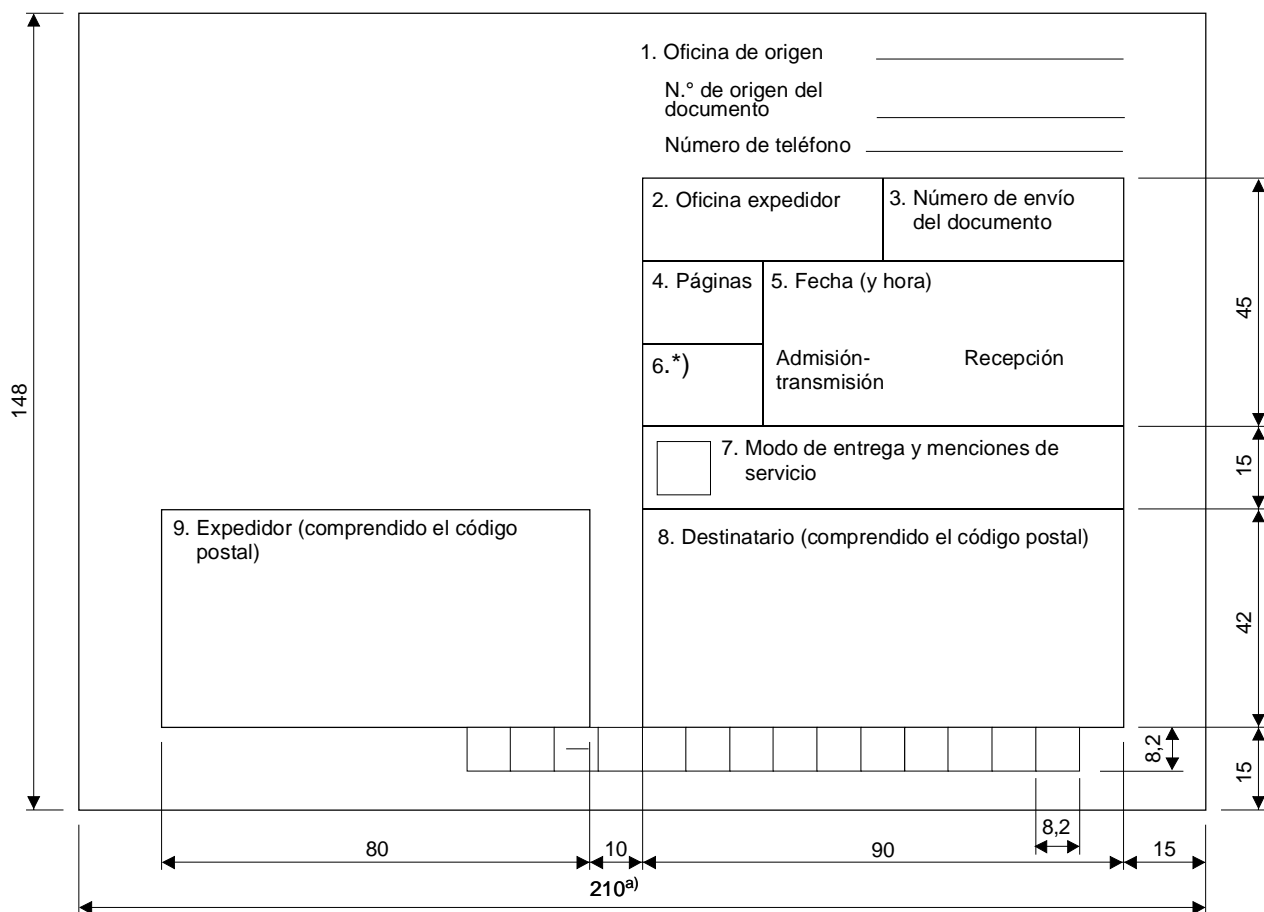 1. Oficina de origen
N.° de origen del
documento
Número de teléfono
2. Oficina expedidor
3. Número de envío
del documento
4. Páginas
5. Fecha (y hora)
6.*)
Admisión-
transmisión
Recepción
7. Modo de entrega y menciones de
servicio
9. Expedidor (comprendido el código
postal)
8. Destinatario (comprendido el código postal)
148
45
15
42
8,2
15
8,2
80
10
90
15
210a)